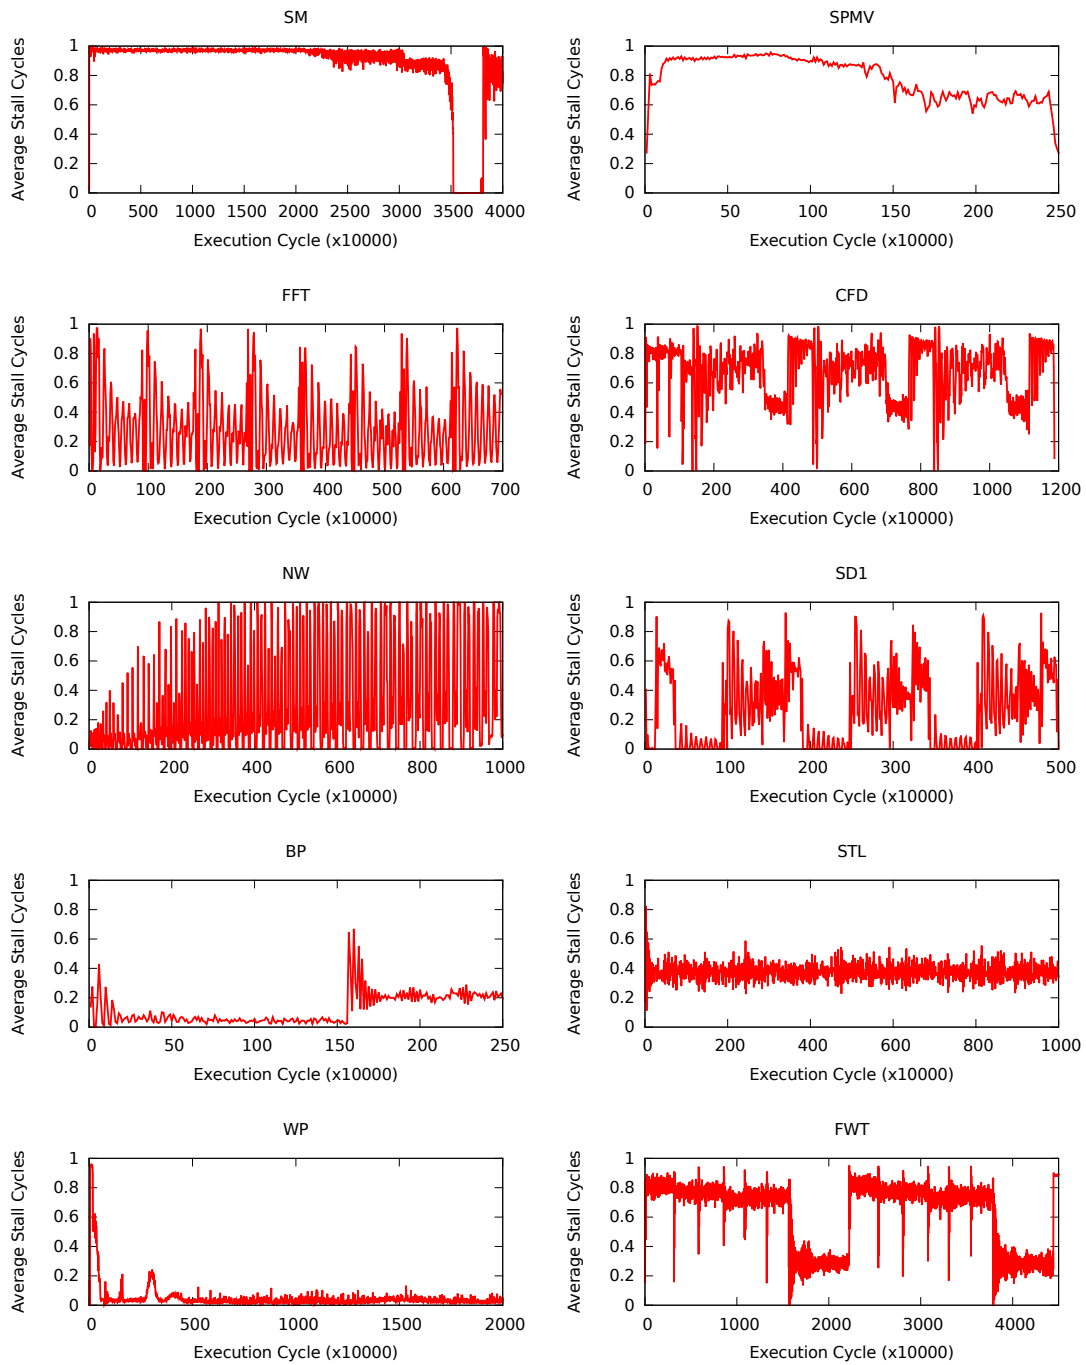 SM
Average Stall Cycles
1
0.8
0.6
0.4
0.2
0
0 500 1000 1500 2000 2500 3000 3500 4000
Execution Cycle (x10000)
SPMV
Average Stall Cycles
1
0.8
0.6
0.4
0.2
0
0 50 100 150 200 250
Execution Cycle (x10000)
FFT
Average Stall Cycles
1
0.8
0.6
0.4
0.2
0
0 100 200 300 400 500 600 700
Execution Cycle (x10000)
CFD
Average Stall Cycles
1
0.8
0.6
0.4
0.2
0
0 200 400 600 800 1000 1200
Execution Cycle (x10000)
NW
Average Stall Cycles
1
0.8
0.6
0.4
0.2
0
0 200 400 600 800 1000
Execution Cycle (x10000)
SD1
Average Stall Cycles
1
0.8
0.6
0.4
0.2
0
0 100 200 300 400 500
Execution Cycle (x10000)
BP
Average Stall Cycles
1
0.8
0.6
0.4
0.2
0
0 50 100 150 200 250
Execution Cycle (x10000)
STL
Average Stall Cycles
1
0.8
0.6
0.4
0.2
0
0 200 400 600 800 1000
Execution Cycle (x10000)
WP
Average Stall Cycles
1
0.8
0.6
0.4
0.2
0
0 500 1000 1500 2000
Execution Cycle (x10000)
FWT
Average Stall Cycles
1
0.8
0.6
0.4
0.2
0
0 1000 2000 3000 4000
Execution Cycle (x10000)